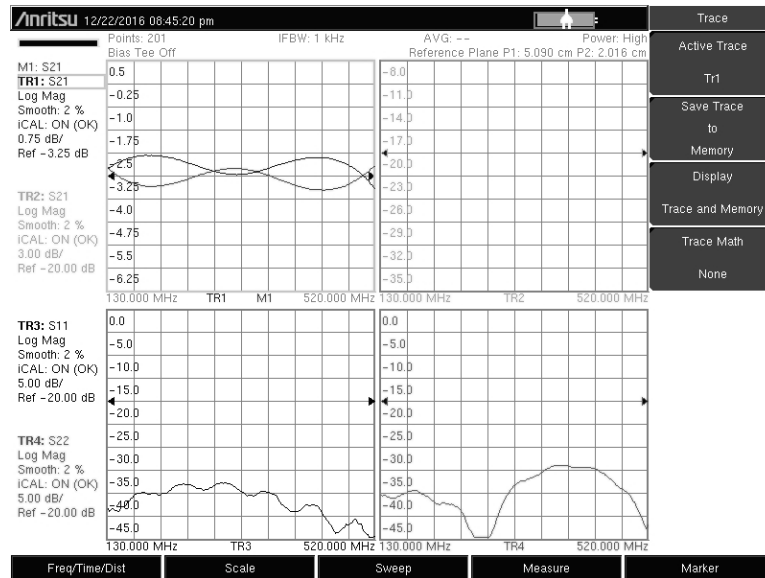 Anritsu 12/22/2016 08:45:20 pm
Trace
Points: 201 IFBW: 1 kHz AVG: -- Power: High
Bias Tee Off Reference Plane P1: 5.090 cm P2: 2.016 cm
M1: S21
TR1: S21
Log Mag
Smooth: 2 %
iCAL: ON (OK)
0.75 dB/
Ref -3.25 dB
TR2: S21
Log Mag
Smooth: 2 %
iCAL: ON (OK)
3.00 dB/
Ref -20.00 dB
0.5
-0.25
-1.0
-1.75
-2.5
-3.25
-4.0
-4.75
-5.5
-6.25
130.000 MHz TR1 M1 520.000 MHz
-8.0
-11.0
-14.0
-17.0
-20.0
-23.0
-26.0
-29.0
-32.0
-35.0
130.000 MHz TR2 520.000 MHz
Active Trace
Tr1
Save Trace
to
Memory
Display
Trace and Memory
Trace Math
None
TR3: S11
Log Mag
Smooth: 2 %
iCAL: ON (OK)
5.00 dB/
Ref -20.00 dB
TR4: S22
Log Mag
Smooth: 2 %
iCAL: ON (OK)
5.00 dB/
Ref -20.00 dB
0.0
-5.0
-10.0
-15.0
-20.0
-25.0
-30.0
-35.0
-40.0
-45.0
130.000 MHz TR3 520.000 MHz
0.0
-5.0
-10.0
-15.0
-20.0
-25.0
-30.0
-35.0
-40.0
-45.0
130.000 MHz TR4 520.000 MHz
Freq/Time/Dist Scale Sweep Measure Marker